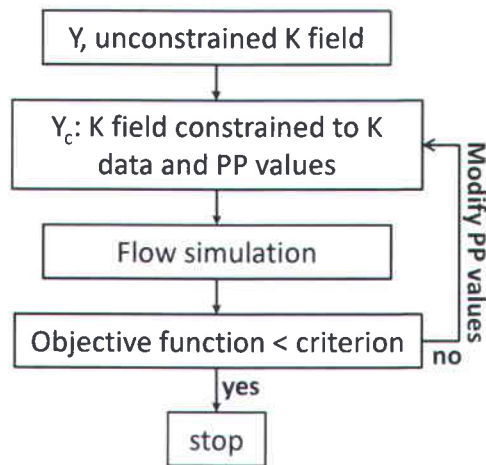 Y, unconstrained K field
Yc: K field constrained to K
data and PP values
Modify PP values
Flow simulation
Objective function < criterion
no
yes
stop